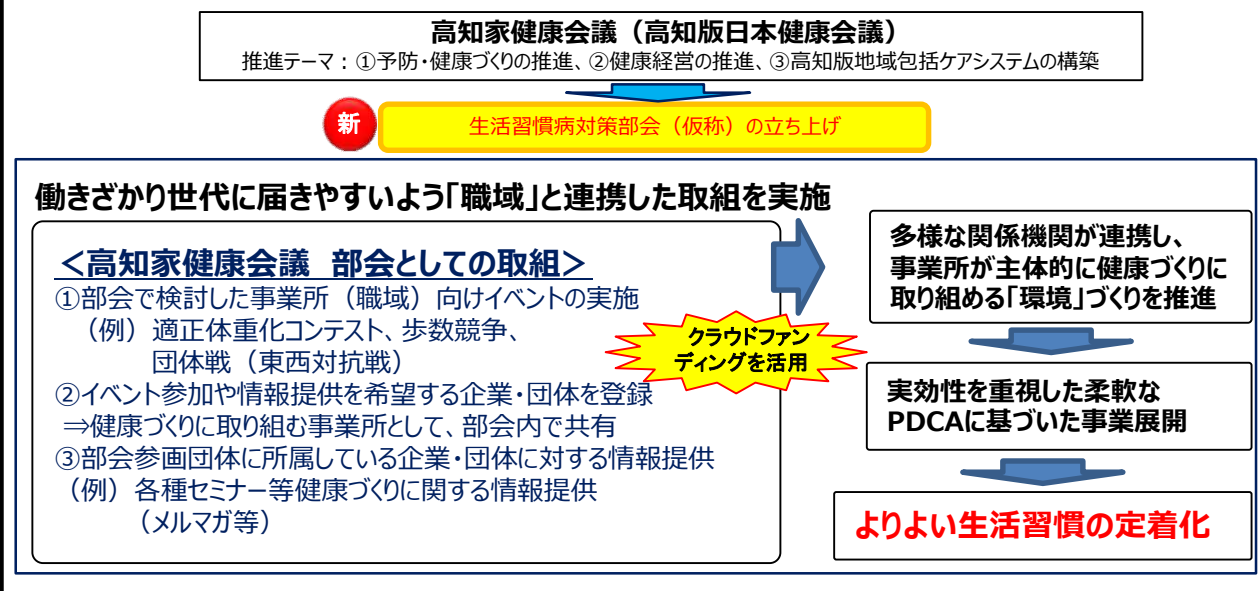 高知家健康会議（高知版日本健康会議）
推進テーマ：①予防・健康づくりの推進、②健康経営の推進、③高知版地域包括ケアシステムの構築
新
生活習慣病対策部会（仮称）の立ち上げ
働きざかり世代に届きやすいよう「職域」と連携した取組を実施
＜高知家健康会議　部会としての取組＞
①部会で検討した事業所（職域）向けイベントの実施
（例）適正体重化コンテスト、歩数競争、
団体戦（東西対抗戦）
②イベント参加や情報提供を希望する企業・団体を登録
⇒健康づくりに取り組む事業所として、部会内で共有
③部会参画団体に所属している企業・団体に対する情報提供
（例）各種セミナー等健康づくりに関する情報提供
（メルマガ等）
クラウドファン
ディングを活用
多様な関係機関が連携し、
事業所が主体的に健康づくりに
取り組める「環境」づくりを推進
実効性を重視した柔軟な
PDCAに基づいた事業展開
よりよい生活習慣の定着化